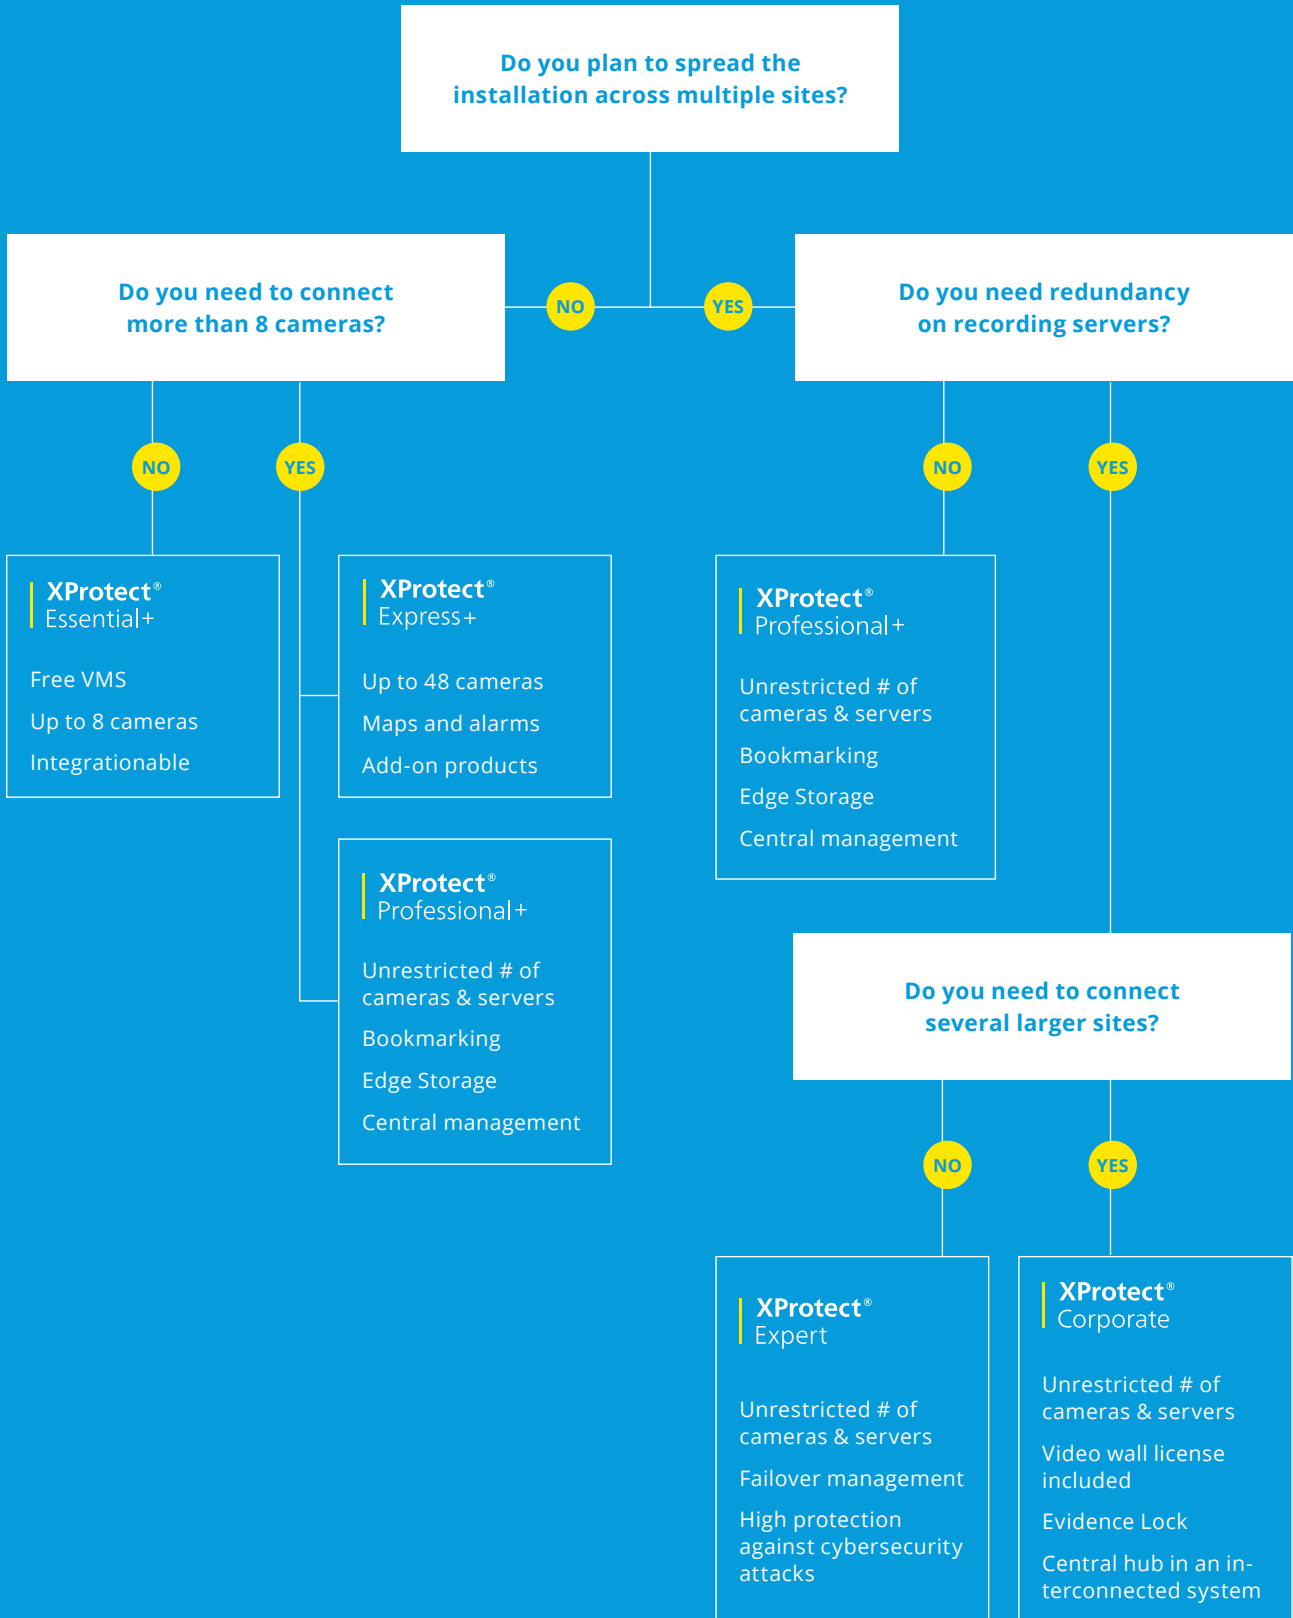 Do you plan to spread the
installation across multiple sites?
Do you need to connect
more than 8 cameras?
NO
YES
Do you need redundancy
on recording servers?
NO
YES
NO
YES
XProtect®
Essential+
Free VMS
Up to 8 cameras
Integrationable
XProtect®
Express+
Up to 48 cameras
Maps and alarms
Add-on products
XProtect®
Professional+
Unrestricted # of
cameras & servers
Bookmarking
Edge Storage
Central management
XProtect®
Professional+
Unrestricted # of
cameras & servers
Bookmarking
Edge Storage
Central management
Do you need to connect
several larger sites?
NO
YES
XProtect®
Expert
Unrestricted # of
cameras & servers
Failover management
High protection
against cybersecurity
attacks
XProtect®
Corporate
Unrestricted # of
cameras & servers
Video wall license
included
Evidence Lock
Central hub in an in-
terconnected system